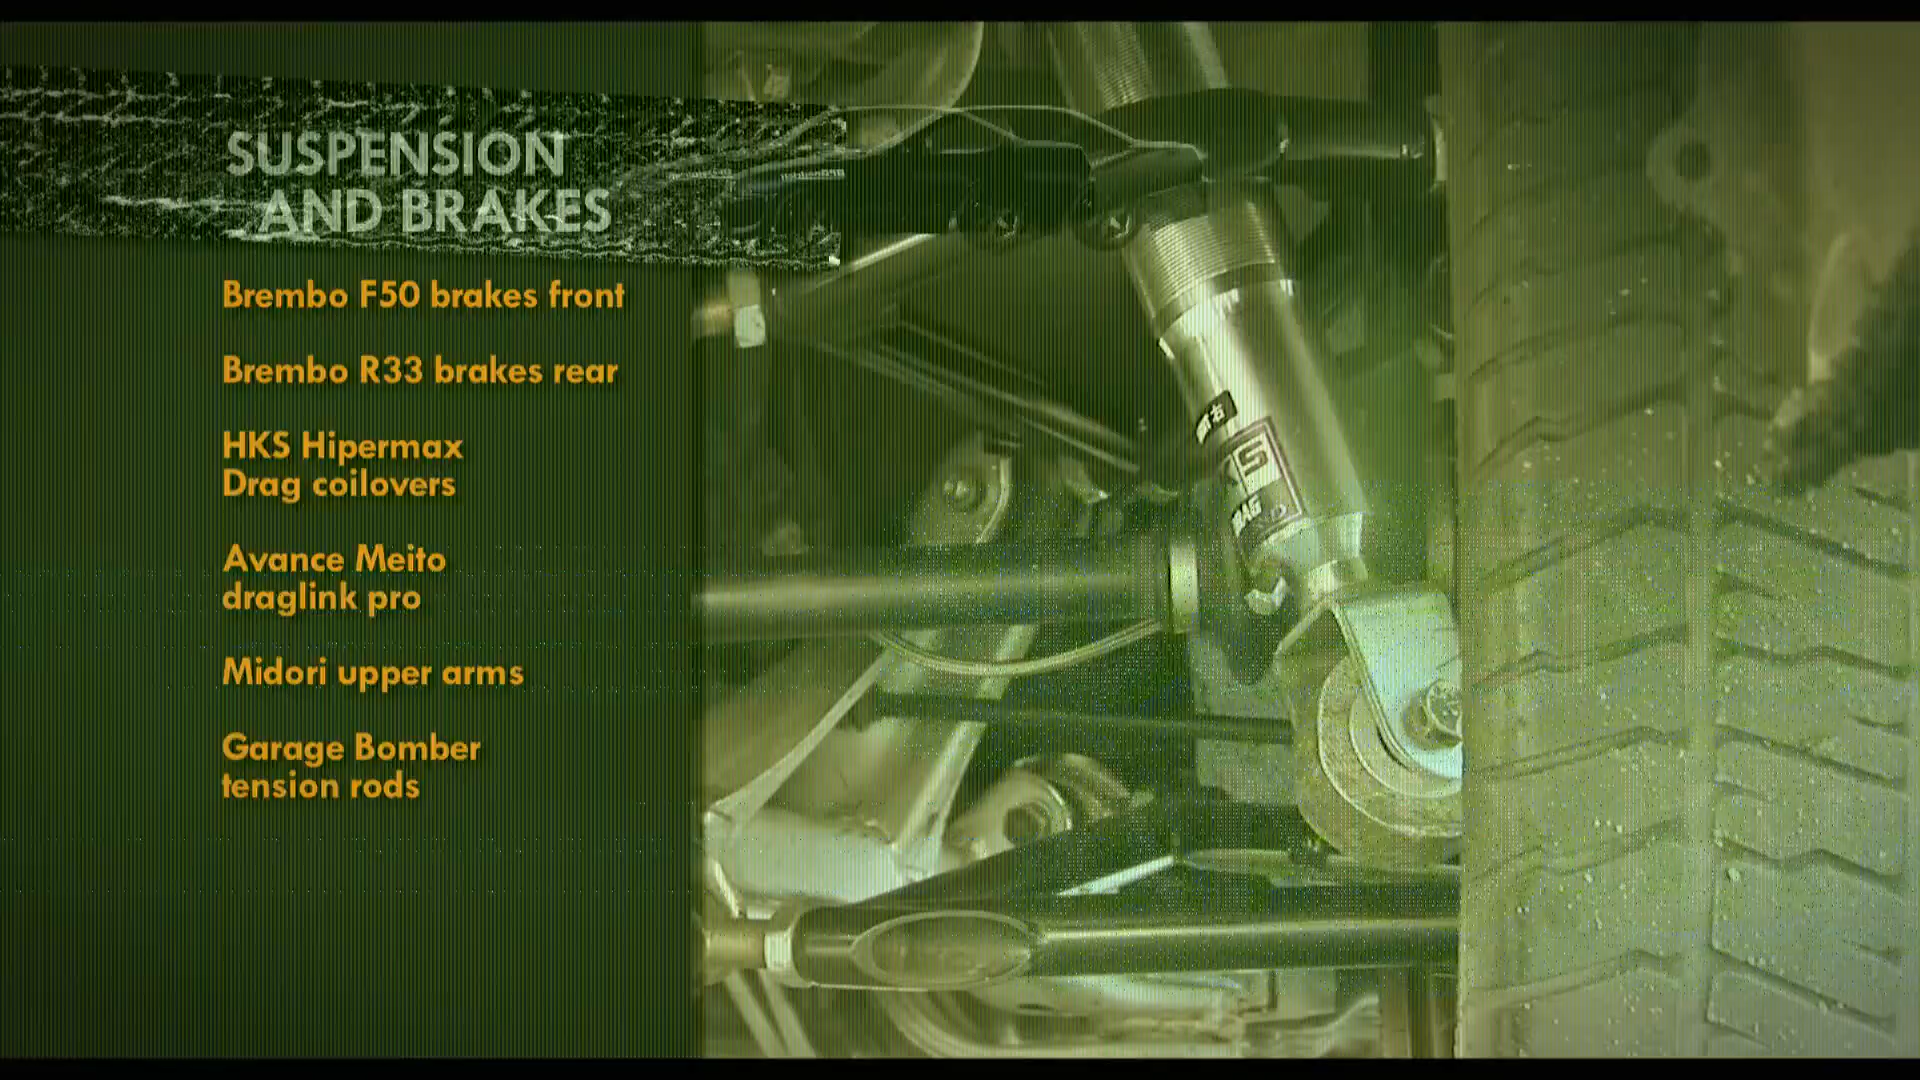 SUSPENSION
AND BRAKES
Brembo F50 brakes front
Brembo R33 brakes rear
HKS Hipermax
Drag coilovers
Avance Meito
draglink pro
Midori upper arms
Garage Bomber
tension rods